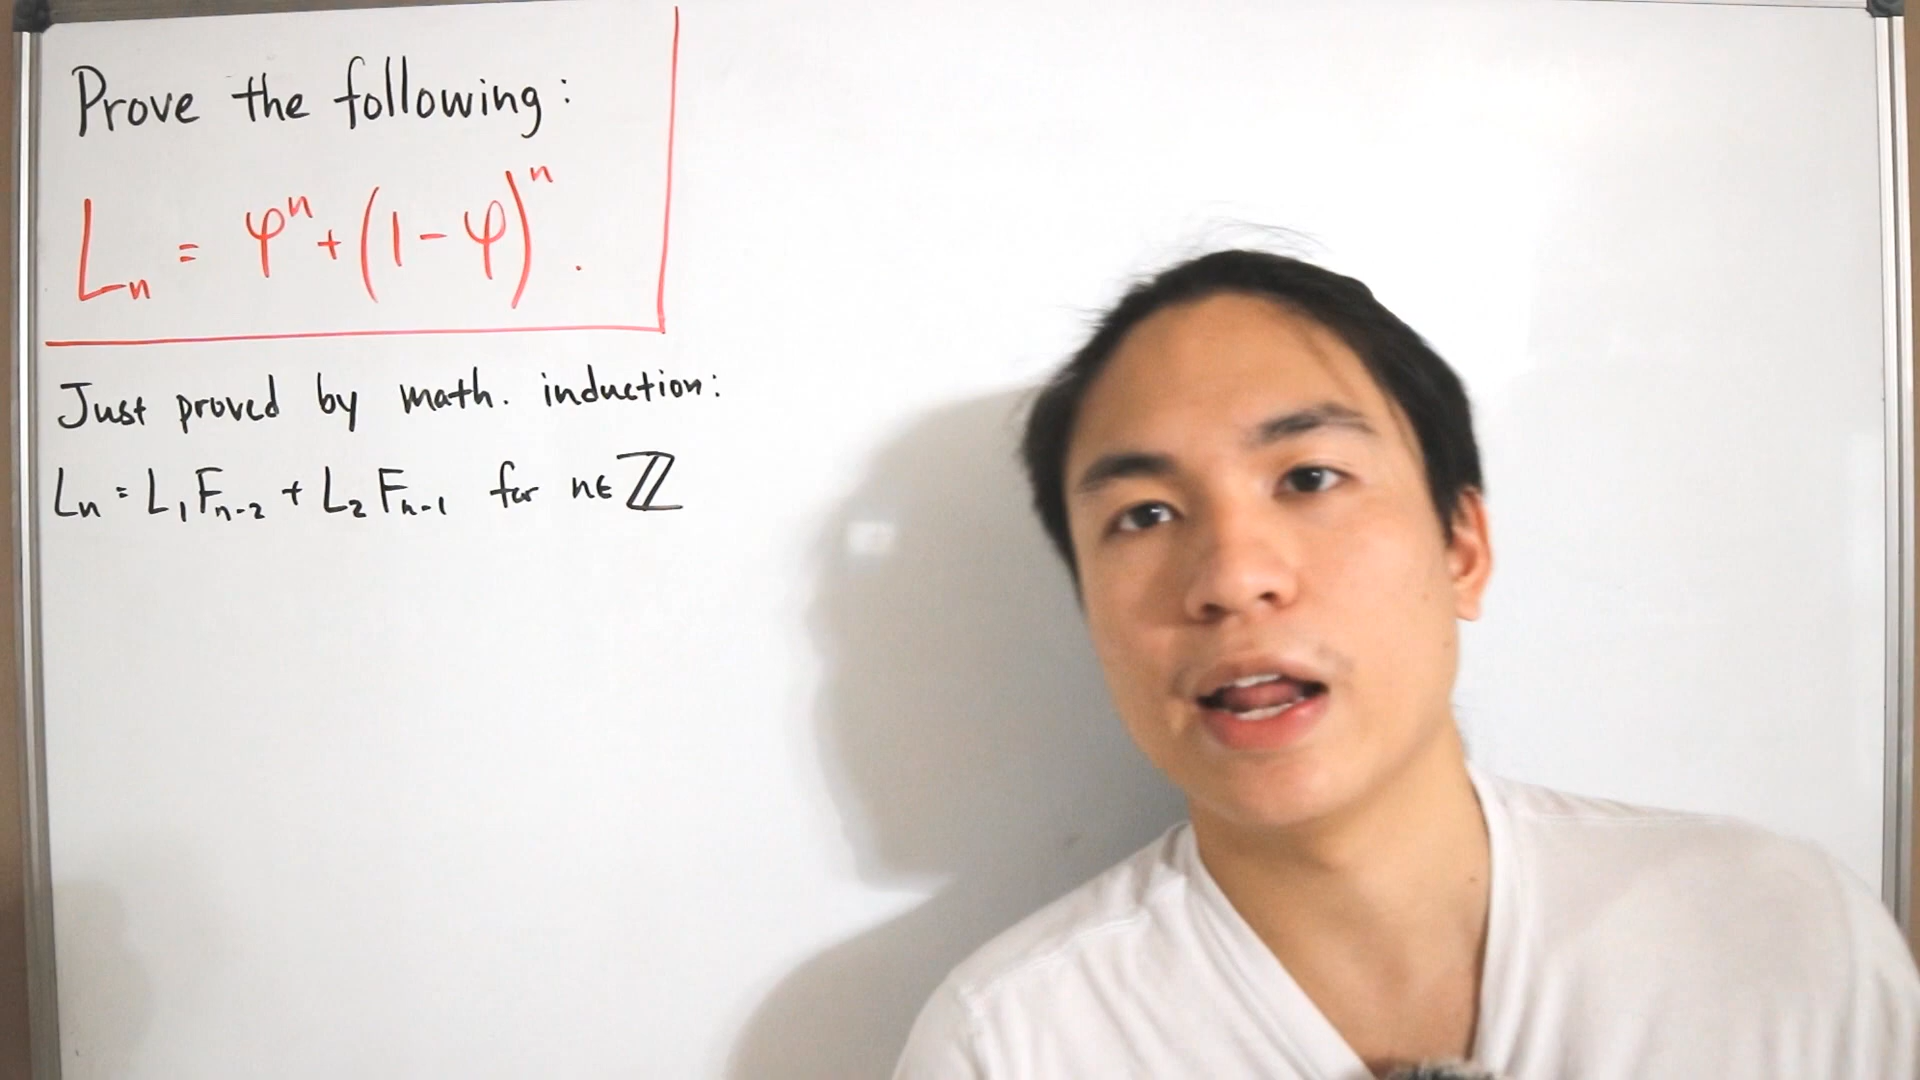 Prove the following:
Lₙ = φⁿ + (1 - φ)ⁿ.
Just proved by math. induction:
Lₙ = L₁Fₙ₋₂ + L₂Fₙ₋₁ for n∈ℤ